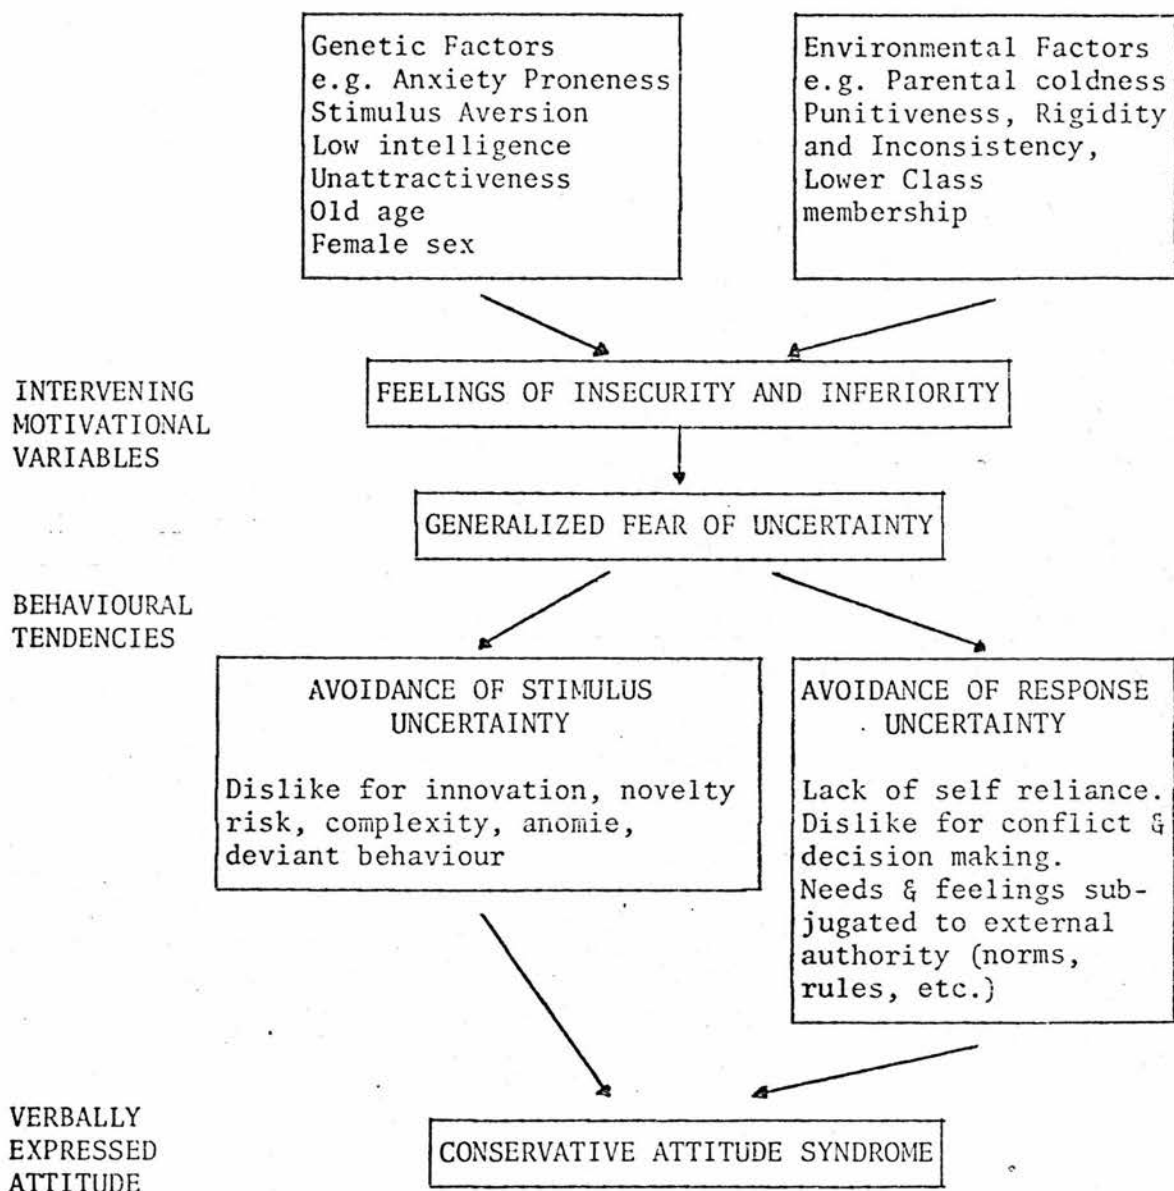 Genetic Factors
e.g. Anxiety Proneness
Stimulus Aversion
Low intelligence
Unattractiveness
Old age
Female sex
Environmental Factors
e.g. Parental coldness
Punitiveness, Rigidity
and Inconsistency,
Lower Class
membership
INTERVENING
MOTIVATIONAL
VARIABLES
FEELINGS OF INSECURITY AND INFERIORITY
GENERALIZED FEAR OF UNCERTAINTY
BEHAVIOURAL
TENDENCIES
AVOIDANCE OF STIMULUS
UNCERTAINTY
Dislike for innovation, novelty
risk, complexity, anomie,
deviant behaviour
AVOIDANCE OF RESPONSE
UNCERTAINTY
Lack of self reliance.
Dislike for conflict &
decision making.
Needs & feelings sub-
jugated to external
authority (norms,
rules, etc.)
VERBALLY
EXPRESSED
ATTITUDE
CONSERVATIVE ATTITUDE SYNDROME